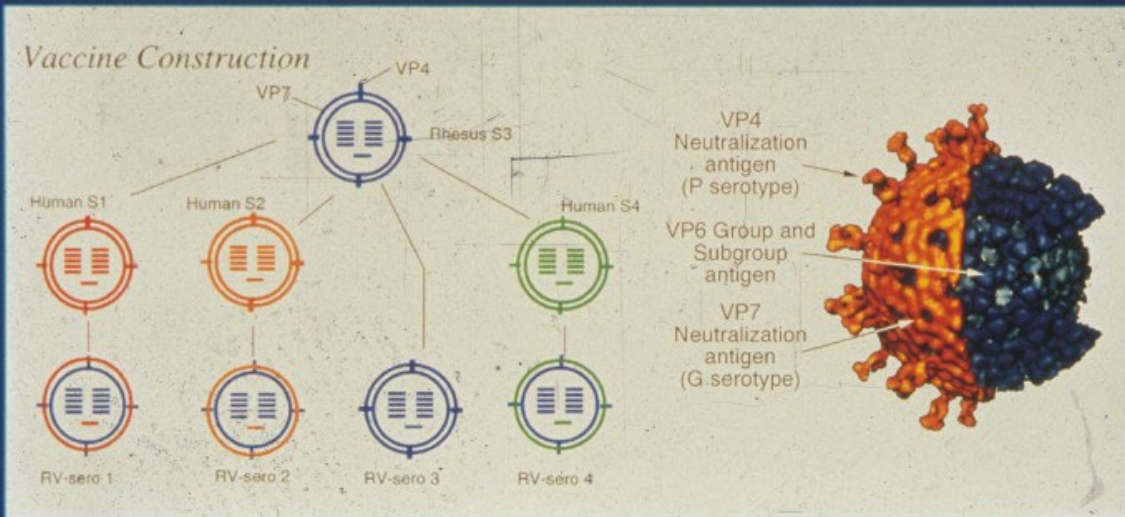 Vaccine Construction
VP4
VP7
Rhesus S3
Human S1
Human S2
Human S4
RV-sero 1
RV-sero 2
RV-sero 3
RV-sero 4
VP4
Neutralization
antigen
(P serotype)
VP6 Group and
Subgroup
antigen
VP7
Neutralization
antigen
(G serotype)